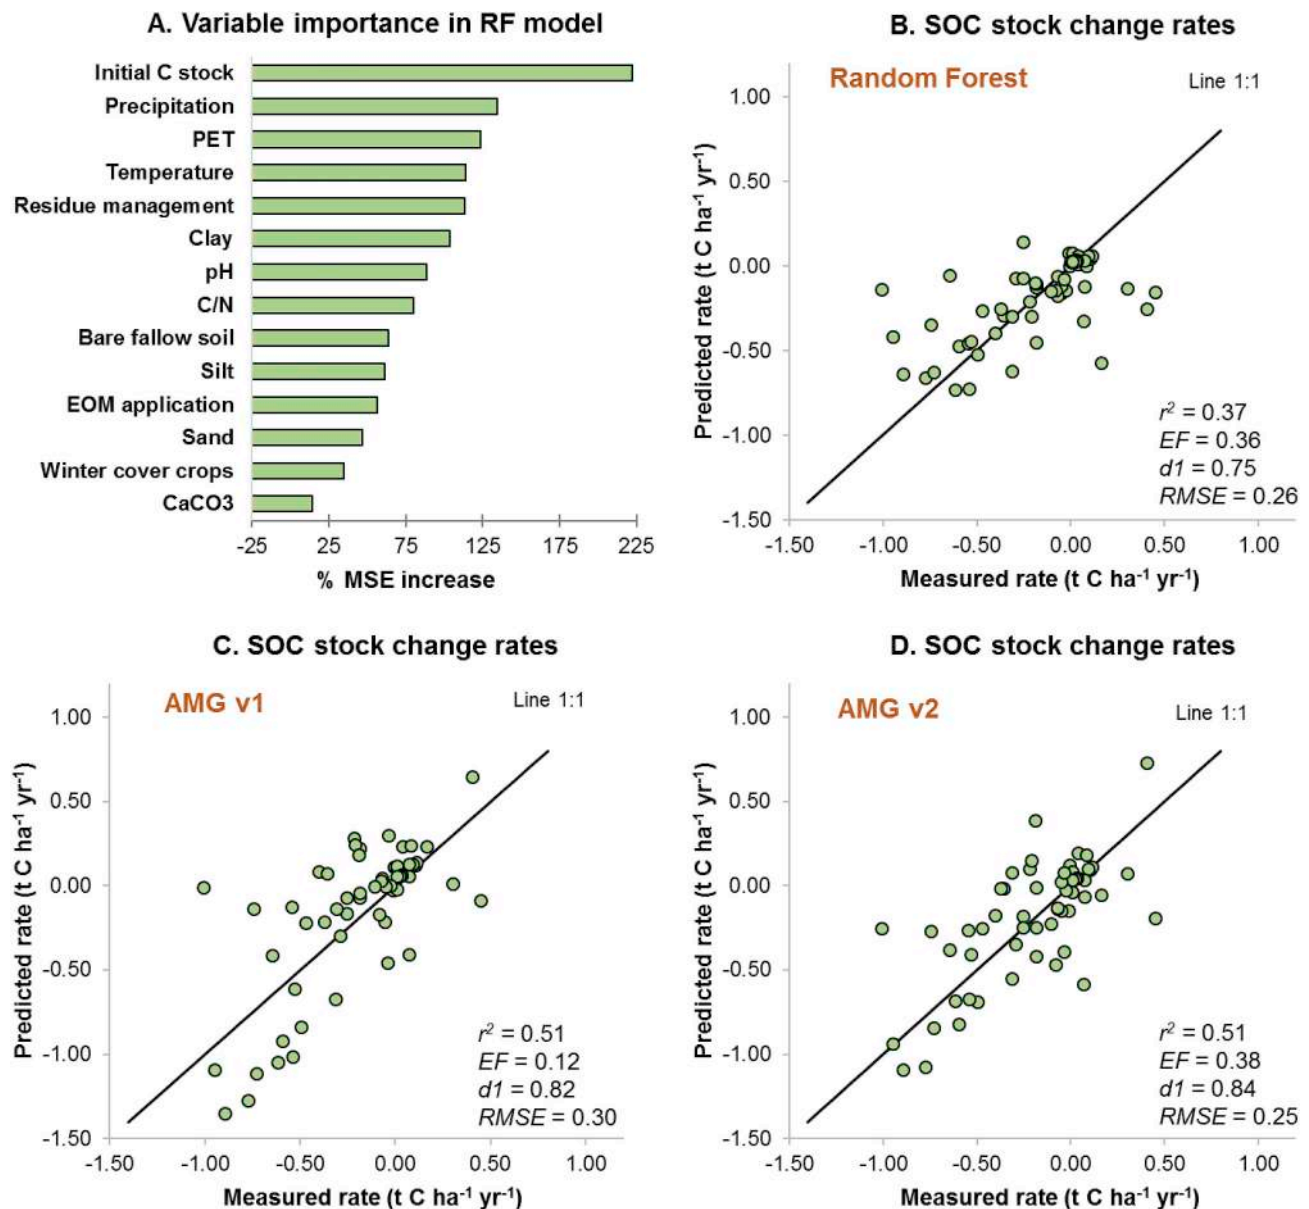 A. Variable importance in RF model
Initial C stock
Precipitation
PET
Temperature
Residue management
Clay
pH
C/N
Bare fallow soil
Silt
EOM application
Sand
Winter cover crops
CaCO3
-25 25 75 125 175 225
% MSE increase
B. SOC stock change rates
Random Forest
Line 1:1
Predicted rate (t C ha⁻¹ yr⁻¹)
1.00
0.50
0.00
-0.50
-1.00
-1.50
r² = 0.37
EF = 0.36
d1 = 0.75
RMSE = 0.26
-1.50 -1.00 -0.50 0.00 0.50 1.00
Measured rate (t C ha⁻¹ yr⁻¹)
C. SOC stock change rates
AMG v1
Line 1:1
Predicted rate (t C ha⁻¹ yr⁻¹)
1.00
0.50
0.00
-0.50
-1.00
-1.50
r² = 0.51
EF = 0.12
d1 = 0.82
RMSE = 0.30
-1.50 -1.00 -0.50 0.00 0.50 1.00
Measured rate (t C ha⁻¹ yr⁻¹)
D. SOC stock change rates
AMG v2
Line 1:1
Predicted rate (t C ha⁻¹ yr⁻¹)
1.00
0.50
0.00
-0.50
-1.00
-1.50
r² = 0.51
EF = 0.38
d1 = 0.84
RMSE = 0.25
-1.50 -1.00 -0.50 0.00 0.50 1.00
Measured rate (t C ha⁻¹ yr⁻¹)